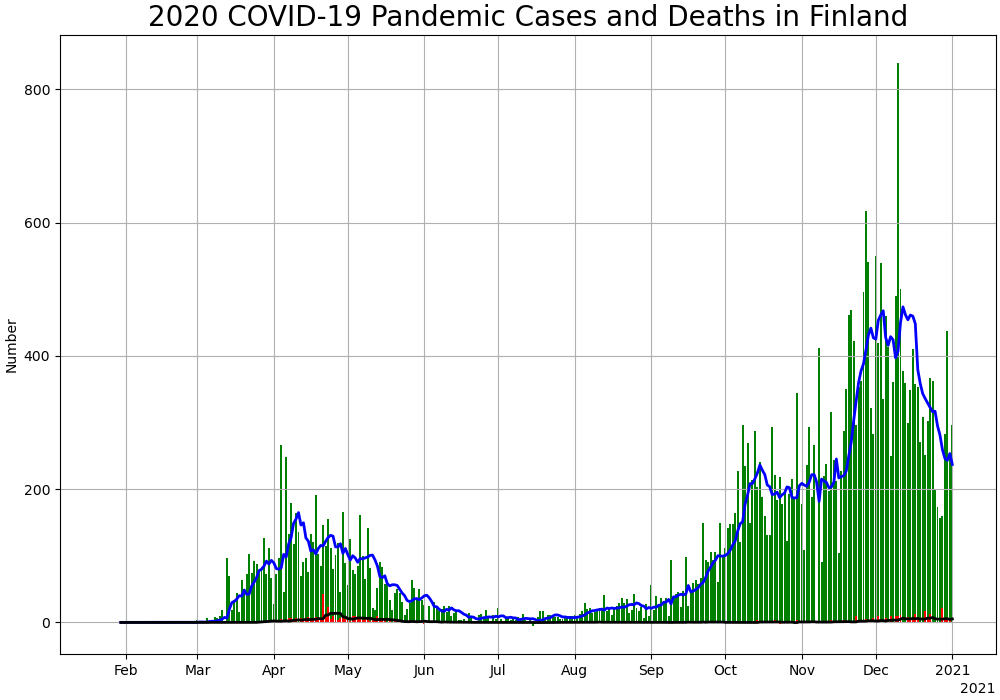 2020 COVID-19 Pandemic Cases and Deaths in Finland
800
600
400
200
0
Number
Feb Mar Apr May Jun Jul Aug Sep Oct Nov Dec 2021
2021